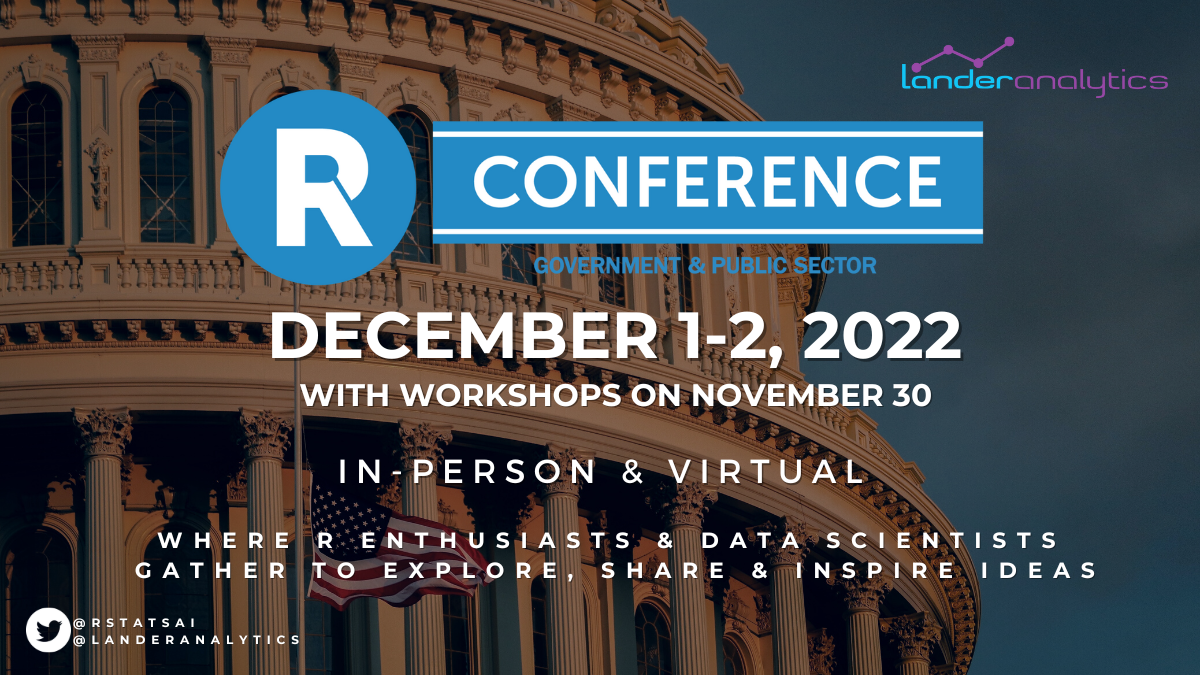 landeranalytics
R CONFERENCE
GOVERNMENT & PUBLIC SECTOR
DECEMBER 1-2, 2022
WITH WORKSHOPS ON NOVEMBER 30
IN-PERSON & VIRTUAL
WHERE R ENTHUSIASTS & DATA SCIENTISTS
GATHER TO EXPLORE, SHARE & INSPIRE IDEAS
@RSTATSAI
@LANDERANALYTICS